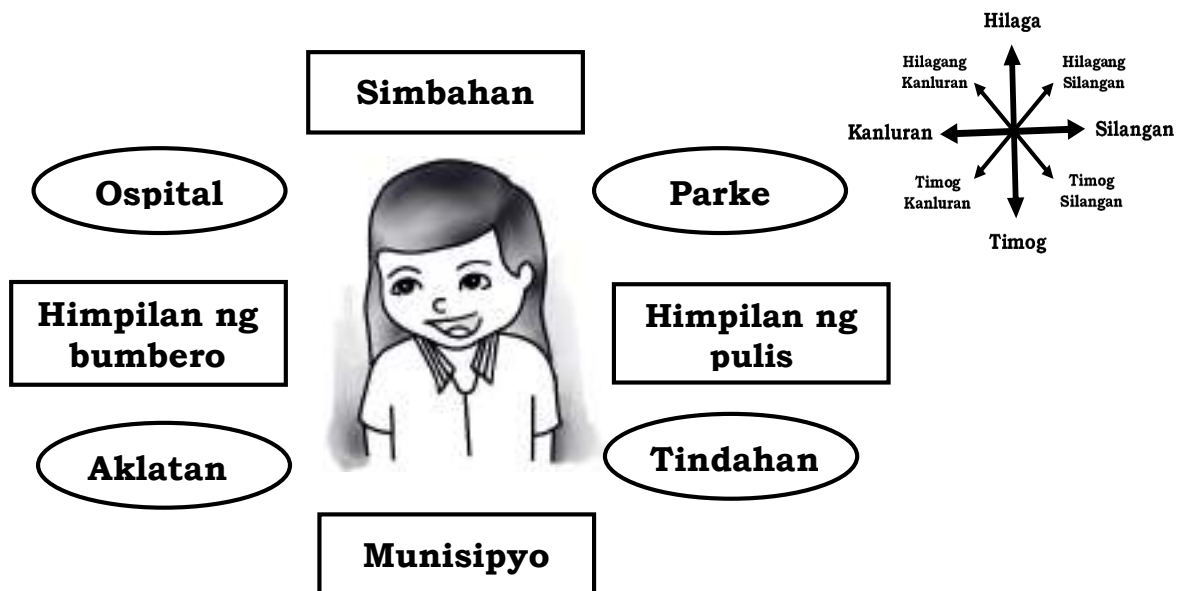 Hilaga
Hilagang
Kanluran
Hilagang
Silangan
Kanluran
Silangan
Timog
Kanluran
Timog
Silangan
Timog
Simbahan
Ospital
Parke
Himpilan ng
bumbero
Himpilan ng
pulis
Aklatan
Tindahan
Munisipyo